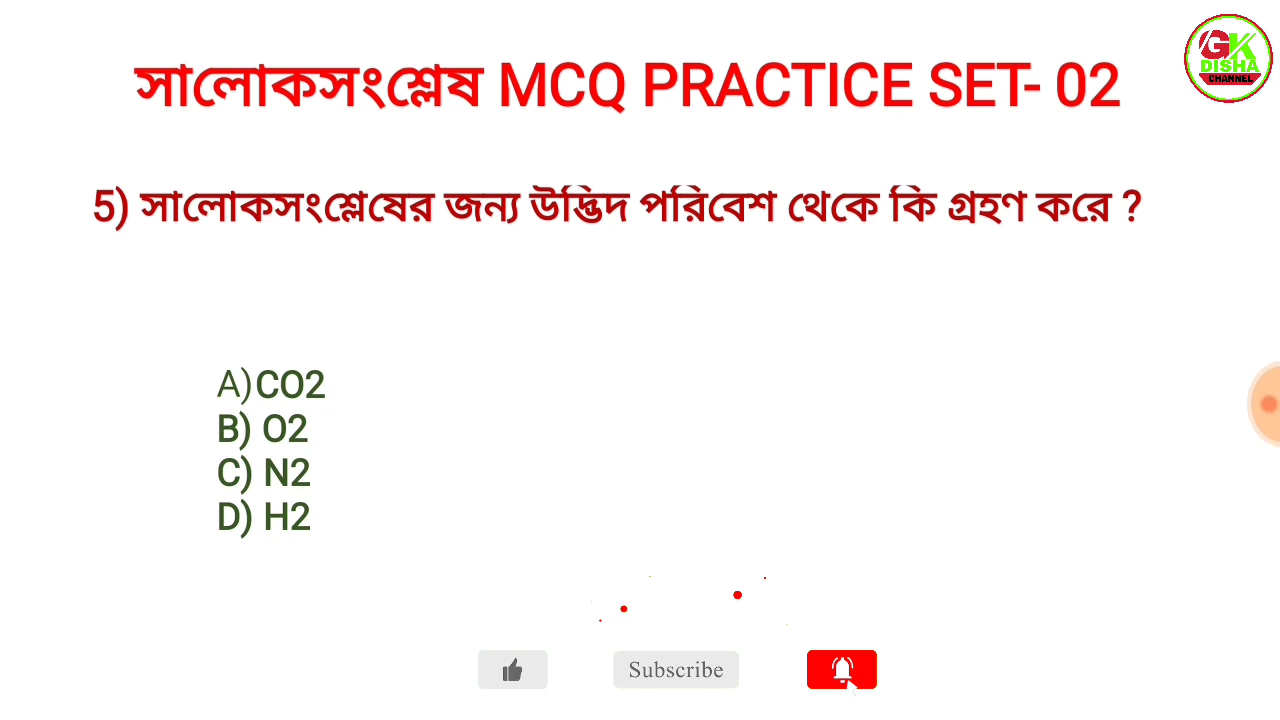 GK
DISHA
CHANNEL
সালোকসংশ্লেষ MCQ PRACTICE SET- 02
5) সালোকসংশ্লেষের জন্য উদ্ভিদ পরিবেশ থেকে কি গ্রহণ করে ?
A)CO2
B) O2
C) N2
D) H2
Subscribe